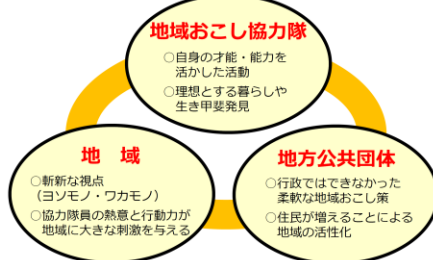 地域おこし協力隊
○自身の才能・能力を
活かした活動
○理想とする暮らしや
生き甲斐発見
地 域
○斬新な視点
(ヨソモノ・ワカモノ)
○協力隊員の熱意と行動力が
地域に大きな刺激を与える
地方公共団体
○行政ではできなかった
柔軟な地域おこし策
○住民が増えることによる
地域の活性化